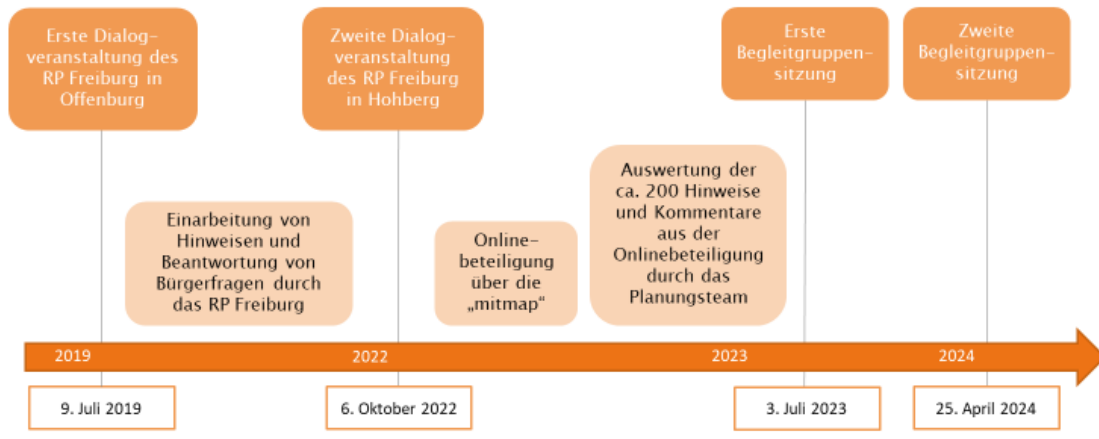 Erste Dialog-
veranstaltung des
RP Freiburg in
Offenburg
Zweite Dialog-
veranstaltung
des RP Freiburg
in Hohberg
Erste
Begleitgruppen-
sitzung
Zweite
Begleitgruppen-
sitzung
Einarbeitung von
Hinweisen und
Beantwortung von
Bürgerfragen durch
das RP Freiburg
Online-
beteiligung
über die
„mitmap“
Auswertung der
ca. 200 Hinweise
und Kommentare
aus der
Onlinebeteiligung
durch das
Planungsteam
2019
2022
2023
2024
9. Juli 2019
6. Oktober 2022
3. Juli 2023
25. April 2024